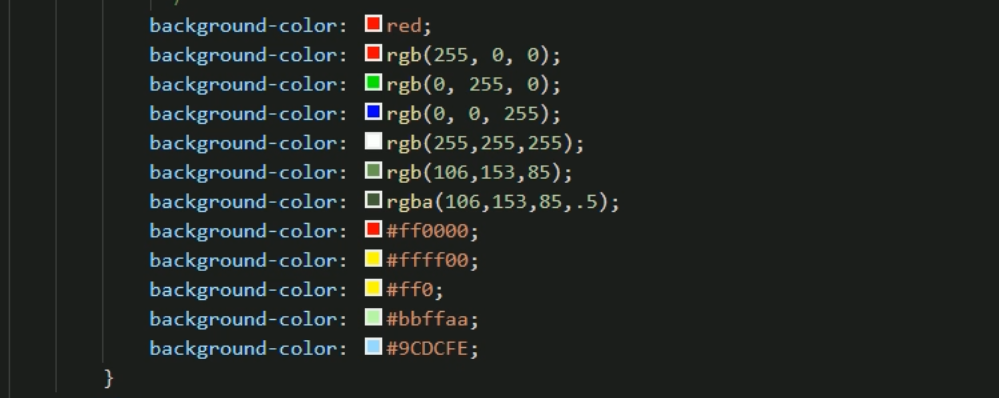 background-color: red;
background-color: rgb(255, 0, 0);
background-color: rgb(0, 255, 0);
background-color: rgb(0, 0, 255);
background-color: rgb(255,255,255);
background-color: rgb(106,153,85);
background-color: rgba(106,153,85,.5);
background-color: #ff0000;
background-color: #ffff00;
background-color: #ff0;
background-color: #bbffaa;
background-color: #9CDCFE;
}